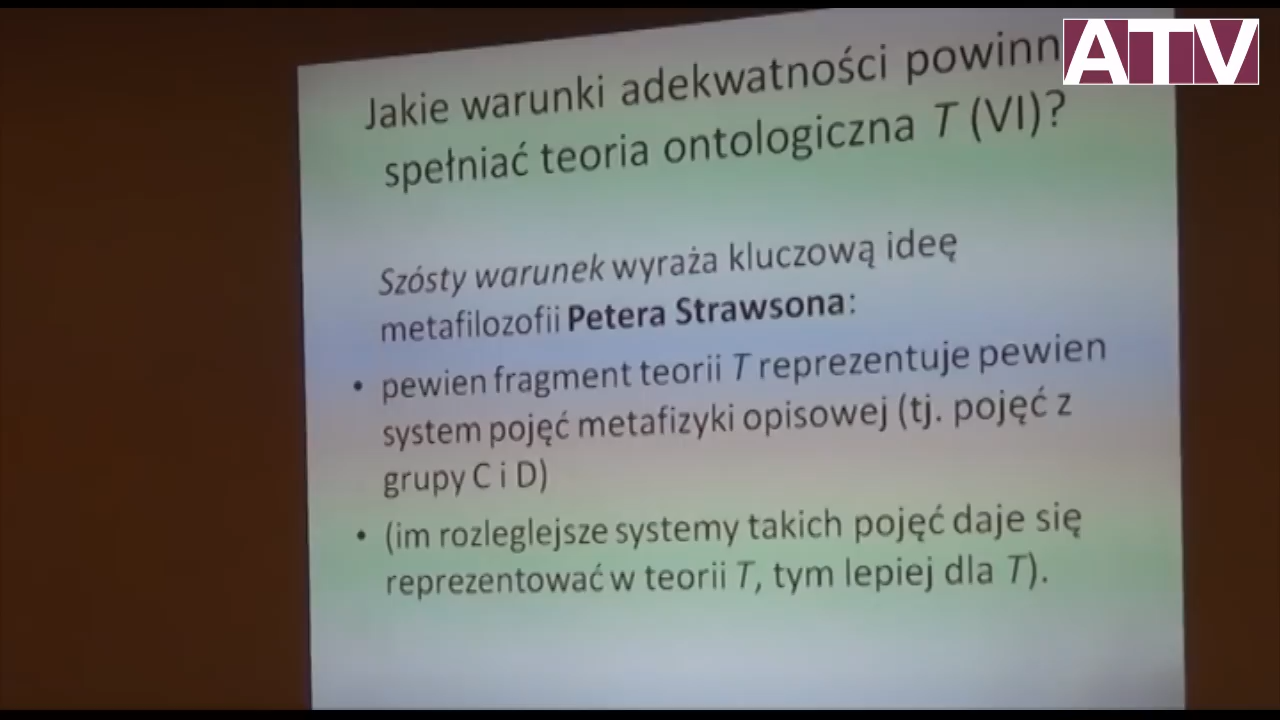 ATV
Jakie warunki adekwatności powinn
spełniać teoria ontologiczna T (VI)?
Szósty warunek wyraża kluczową ideę
metafilozofii Petera Strawsona:
• pewien fragment teorii T reprezentuje pewien
system pojęć metafizyki opisowej (tj. pojęć z
grupy C i D)
• (im rozleglejsze systemy takich pojęć daje się
reprezentować w teorii T, tym lepiej dla T).